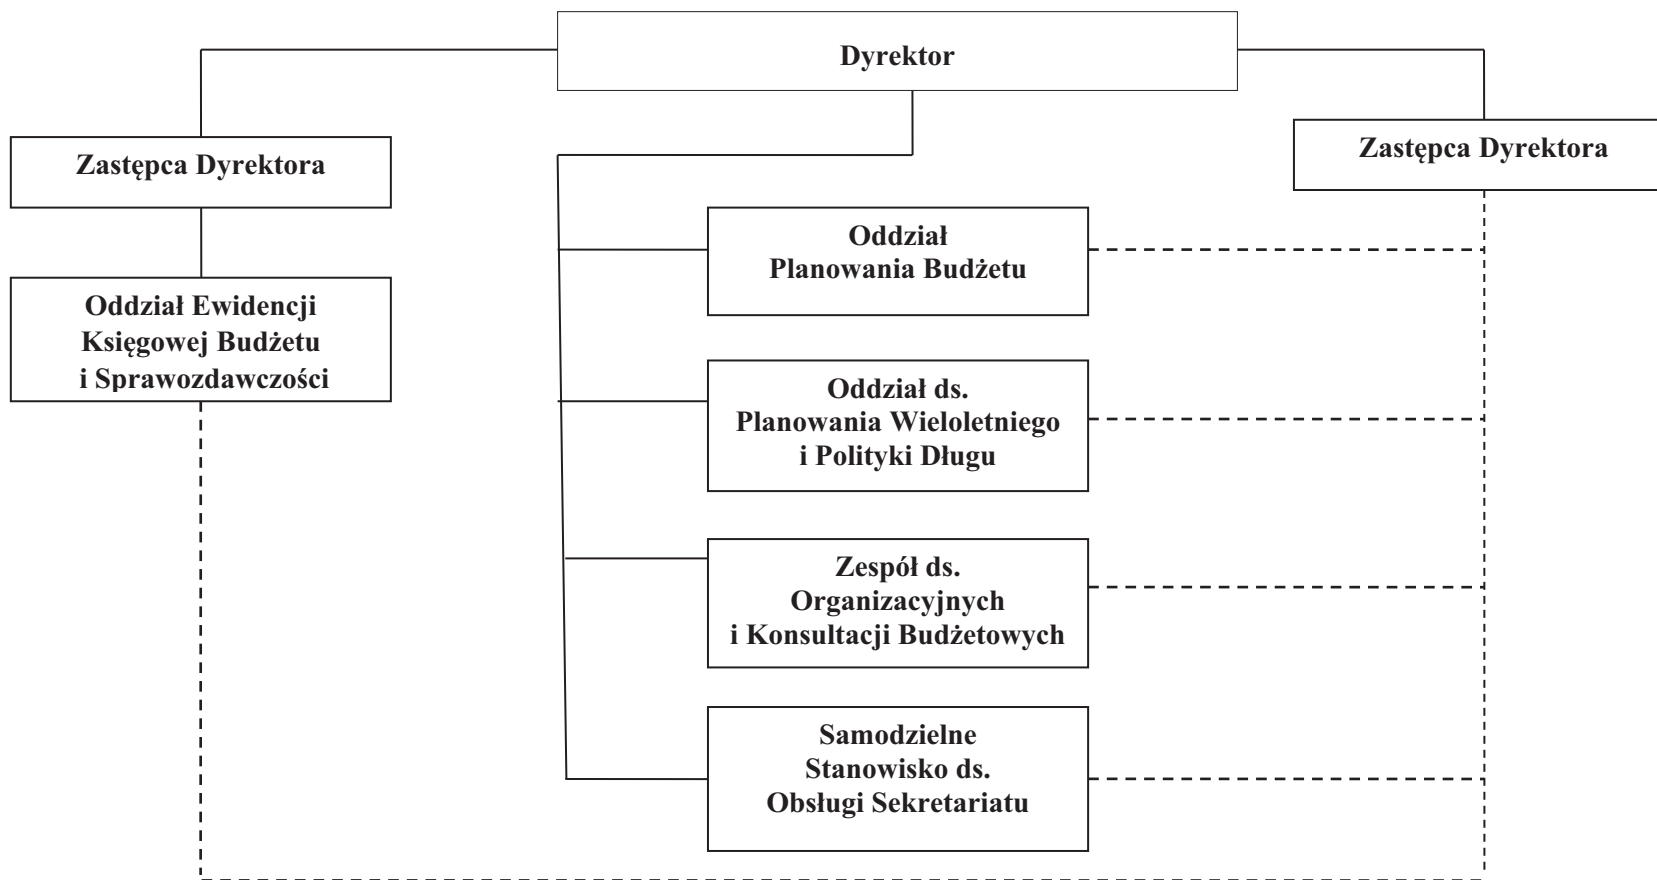 Dyrektor
Zastępca Dyrektora
Zastępca Dyrektora
Oddział
Planowania Budżetu
Oddział Ewidencji
Księgowej Budżetu
i Sprawozdawczości
Oddział ds.
Planowania Wieloletniego
i Polityki Długu
Zespół ds.
Organizacyjnych
i Konsultacji Budżetowych
Samodzielne
Stanowisko ds.
Obsługi Sekretariatu